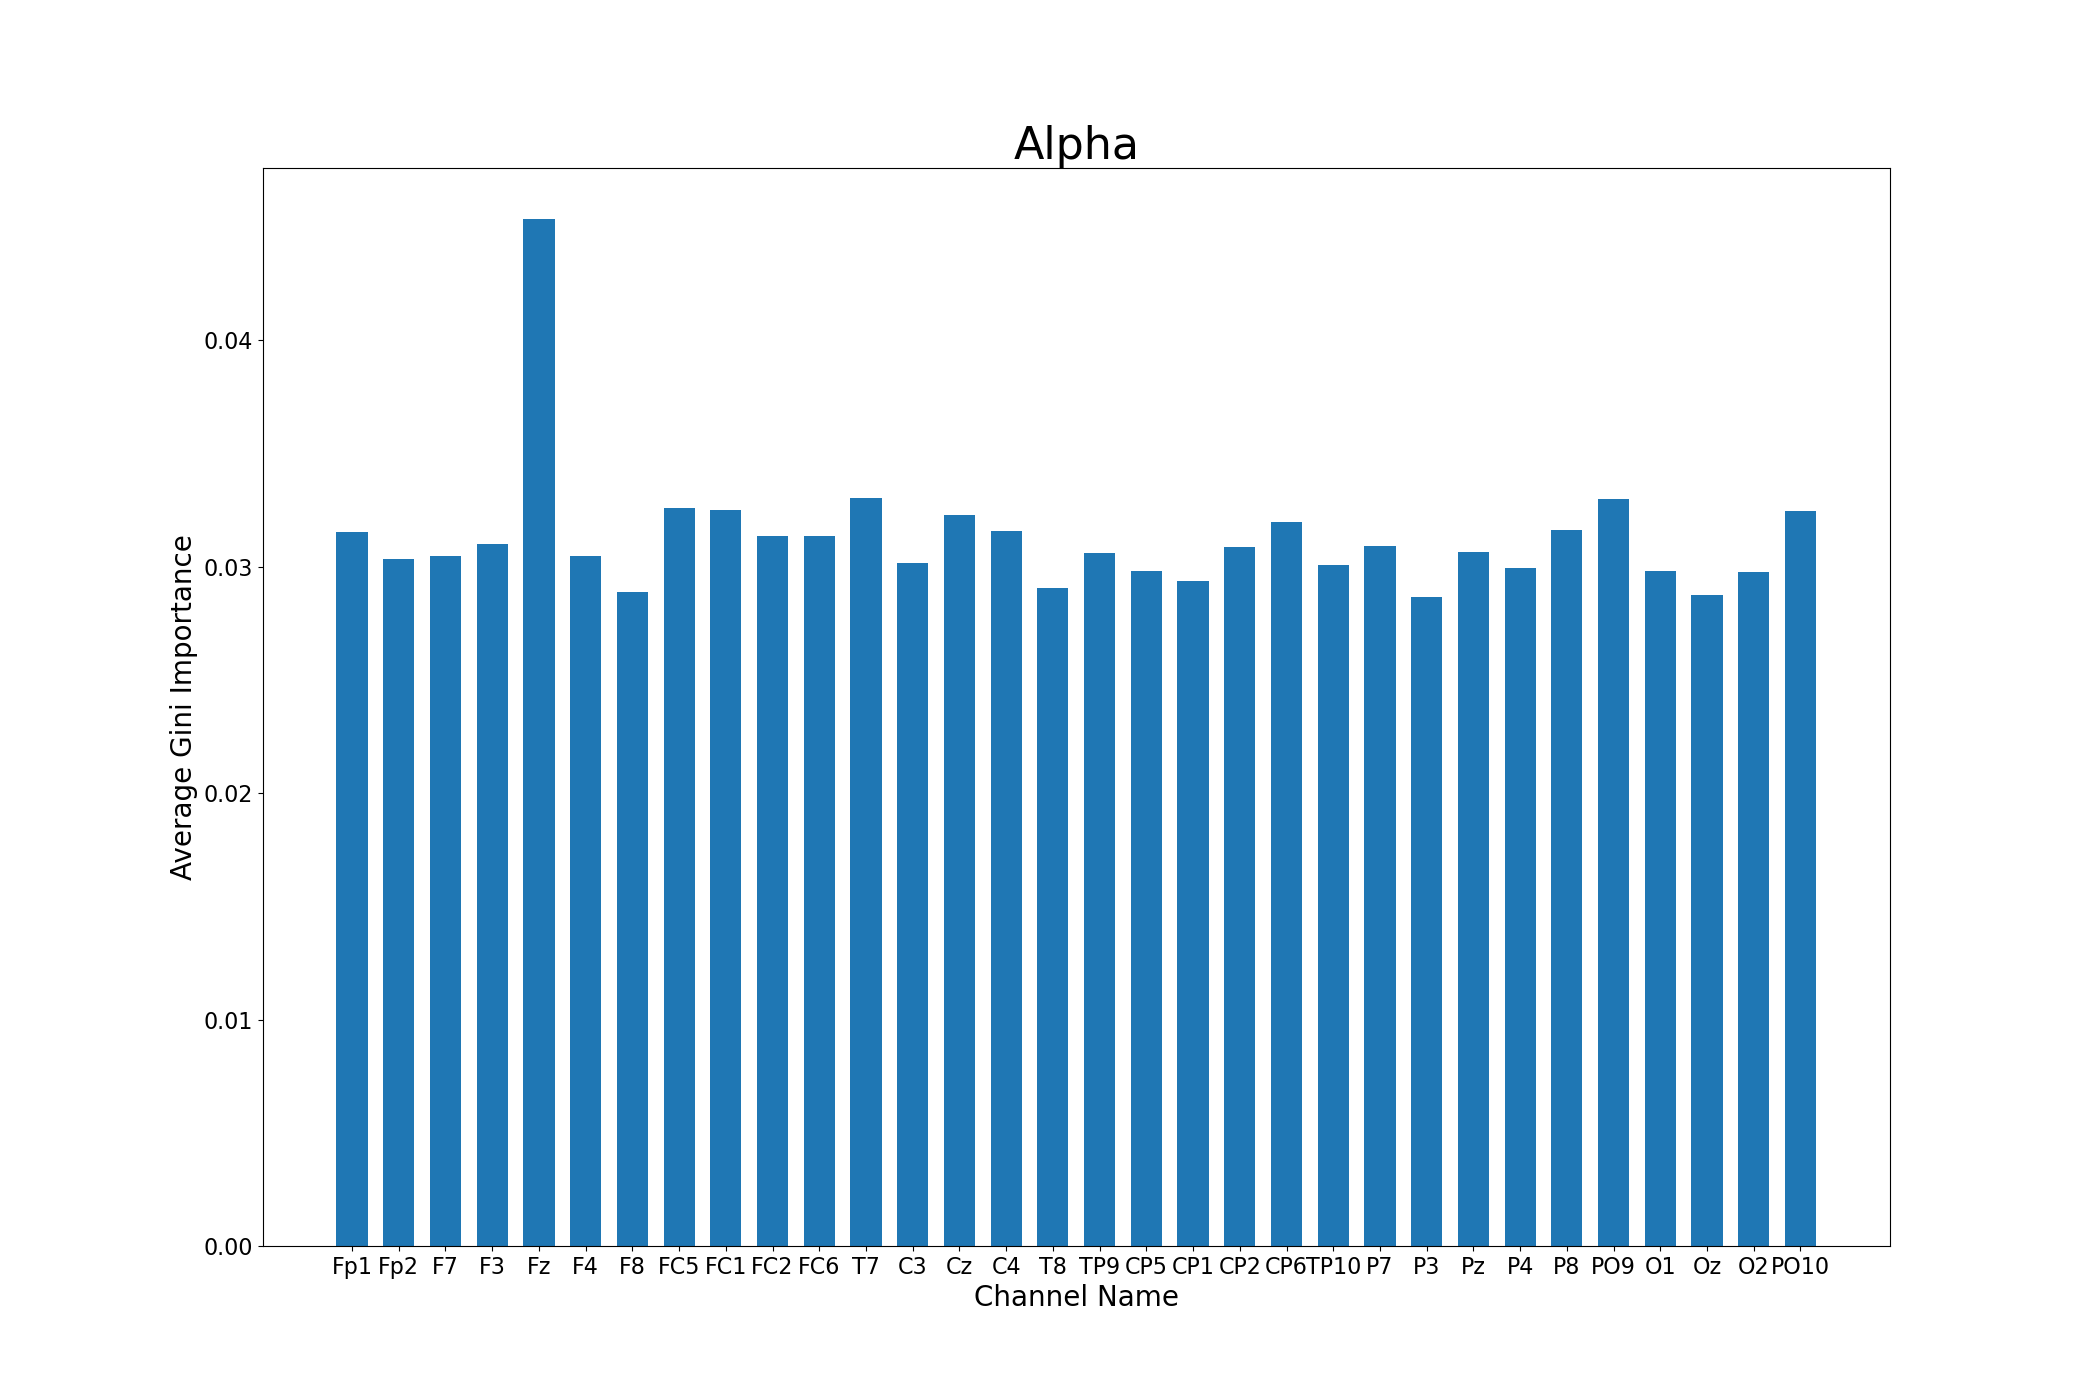 Alpha
Average Gini Importance
0.04
0.03
0.02
0.01
0.00
Fp1 Fp2 F7 F3 Fz F4 F8 FC5 FC1 FC2 FC6 T7 C3 Cz C4 T8 TP9 CP5 CP1 CP2 CP6 TP10 P7 P3 Pz P4 P8 PO9 O1 Oz O2 PO10
Channel Name